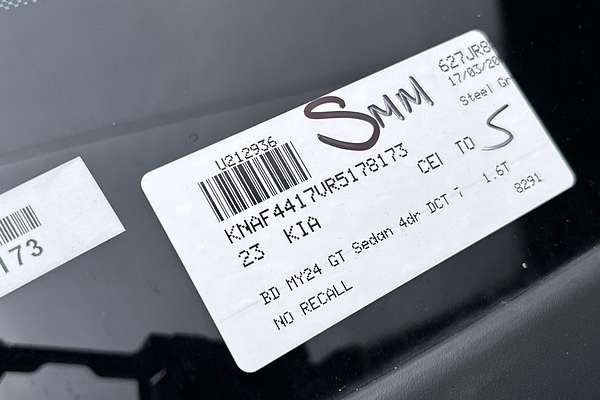 SMM
627JR8
17/03/20
Steel Gr
U212936
KNAF4417VR5178173
23 KIA
CEI TO 5
BD MY24 GT Sedan 4dr DCT 7 1.6T
8291
NO RECALL
173